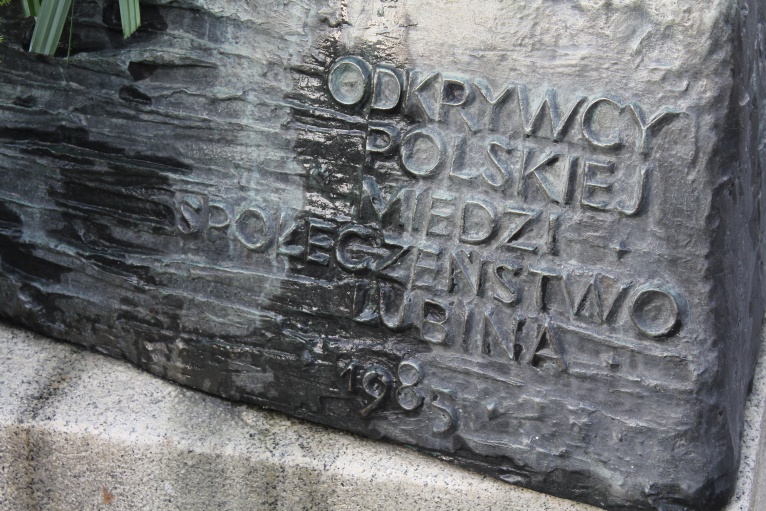 ODKRYWCY
POLSKIEJ
MIEDZI
SPOŁECZEŃSTWO
LUBINA
1985